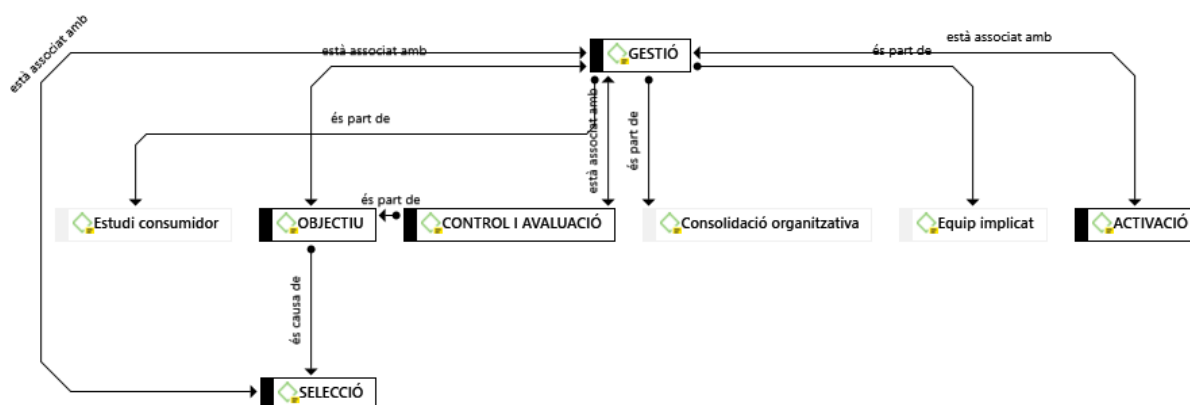 està associat amb
està associat amb
GESTIÓ
és part de
està associat amb
és part de
està associat amb
és part de
Estudi consumidor
OBJECTIU
és part de
CONTROL I AVALUACIÓ
Consolidació organitzativa
Equip implicat
ACTIVACIÓ
és causa de
SELECCIÓ